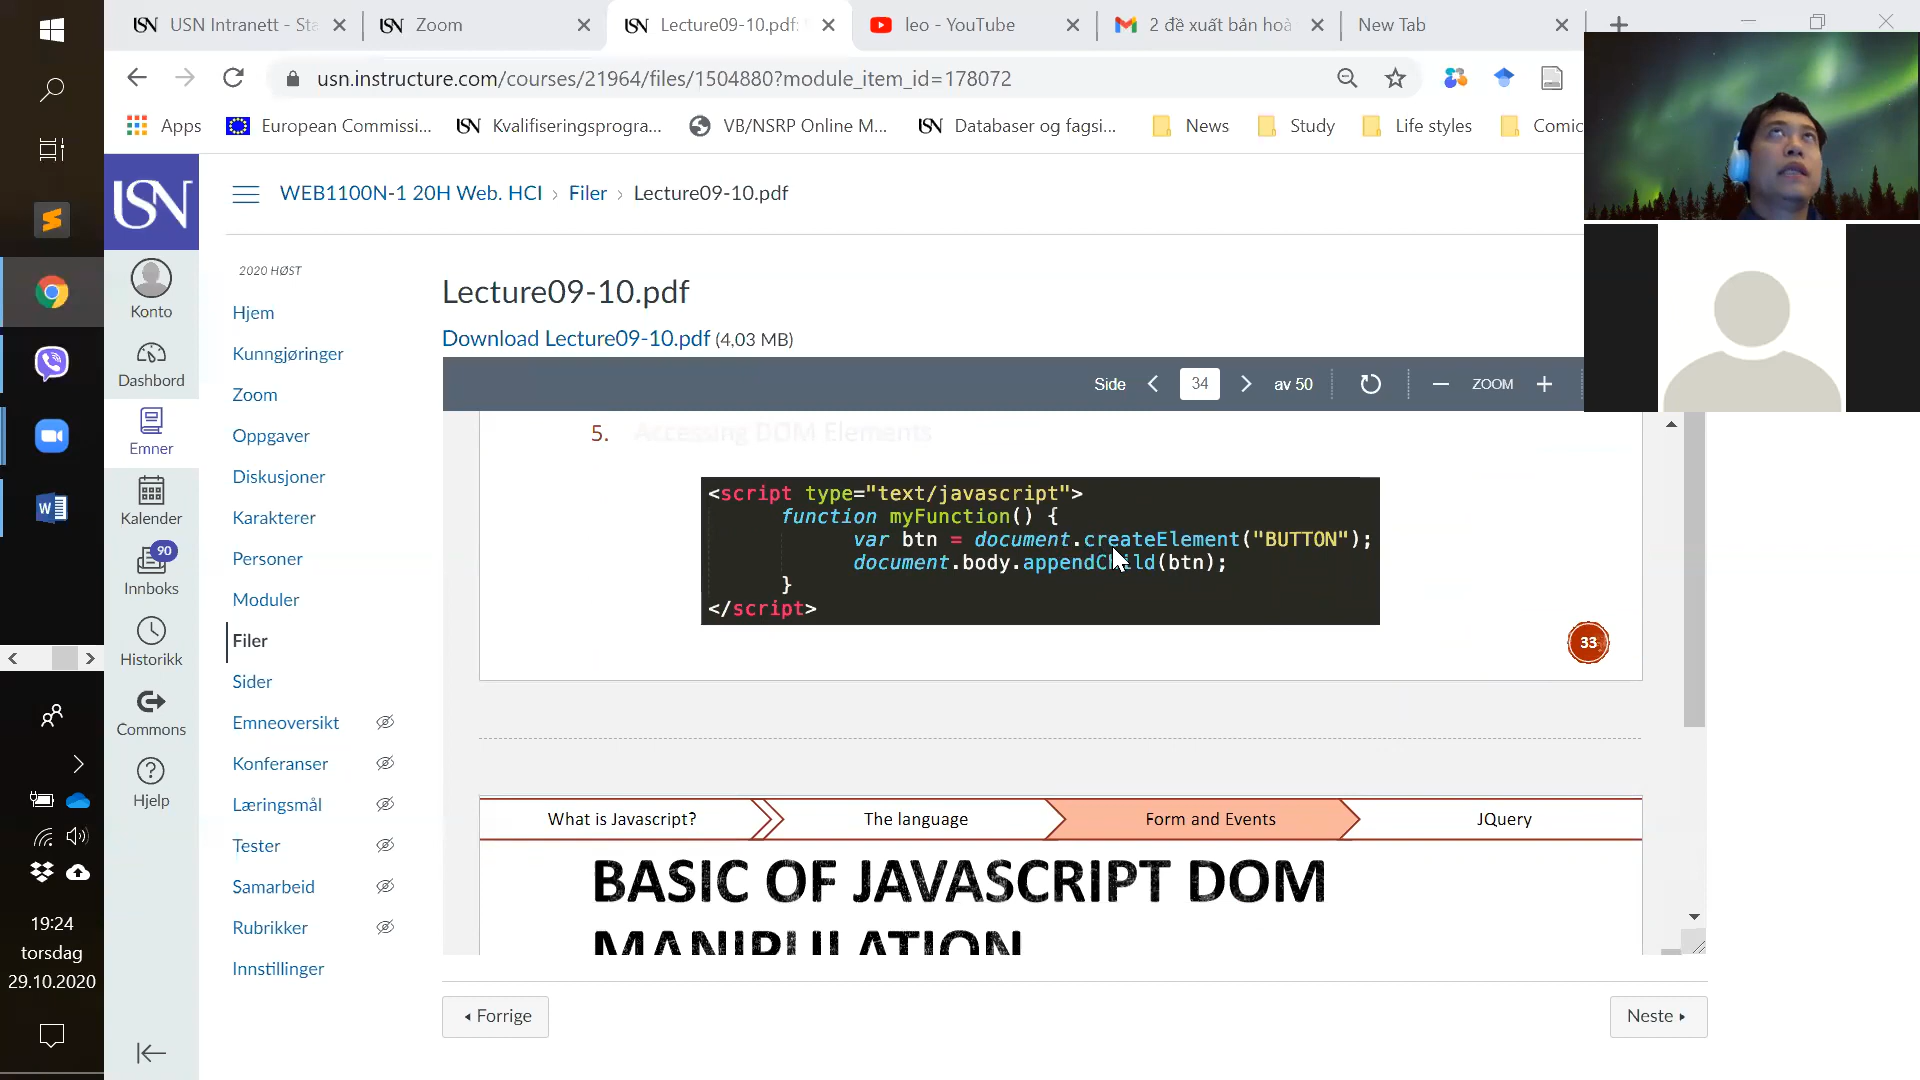 USN Intranett - Sta
Zoom
Lecture09-10.pdf:
leo - YouTube
2 đề xuất bản hoà
New Tab
usn.instructure.com/courses/21964/files/1504880?module_item_id=178072
Apps
European Commissi...
Kvalifiseringsprogra...
VB/NSRP Online M...
Databaser og fagsi...
News
Study
Life styles
Comic
USN
WEB1100N-1 20H Web. HCI › Filer › Lecture09-10.pdf
Konto
Dashbord
Emner
Kalender
90
Innboks
Historikk
Commons
Hjelp
2020 HØST
Hjem
Kunngjøringer
Zoom
Oppgaver
Diskusjoner
Karakterer
Personer
Moduler
Filer
Sider
Emneoversikt
Konferanser
Læringsmål
Tester
Samarbeid
Rubrikker
Innstillinger
Lecture09-10.pdf
Download Lecture09-10.pdf (4,03 MB)
Side 34 av 50 ZOOM
5. Accessing DOM Elements
<script type="text/javascript">
function myFunction() {
var btn = document.createElement("BUTTON");
document.body.appendChild(btn);
}
</script>
33
What is Javascript?
The language
Form and Events
JQuery
BASIC OF JAVASCRIPT DOM
MANIPULATION
Forrige
Neste
19:24
torsdag
29.10.2020